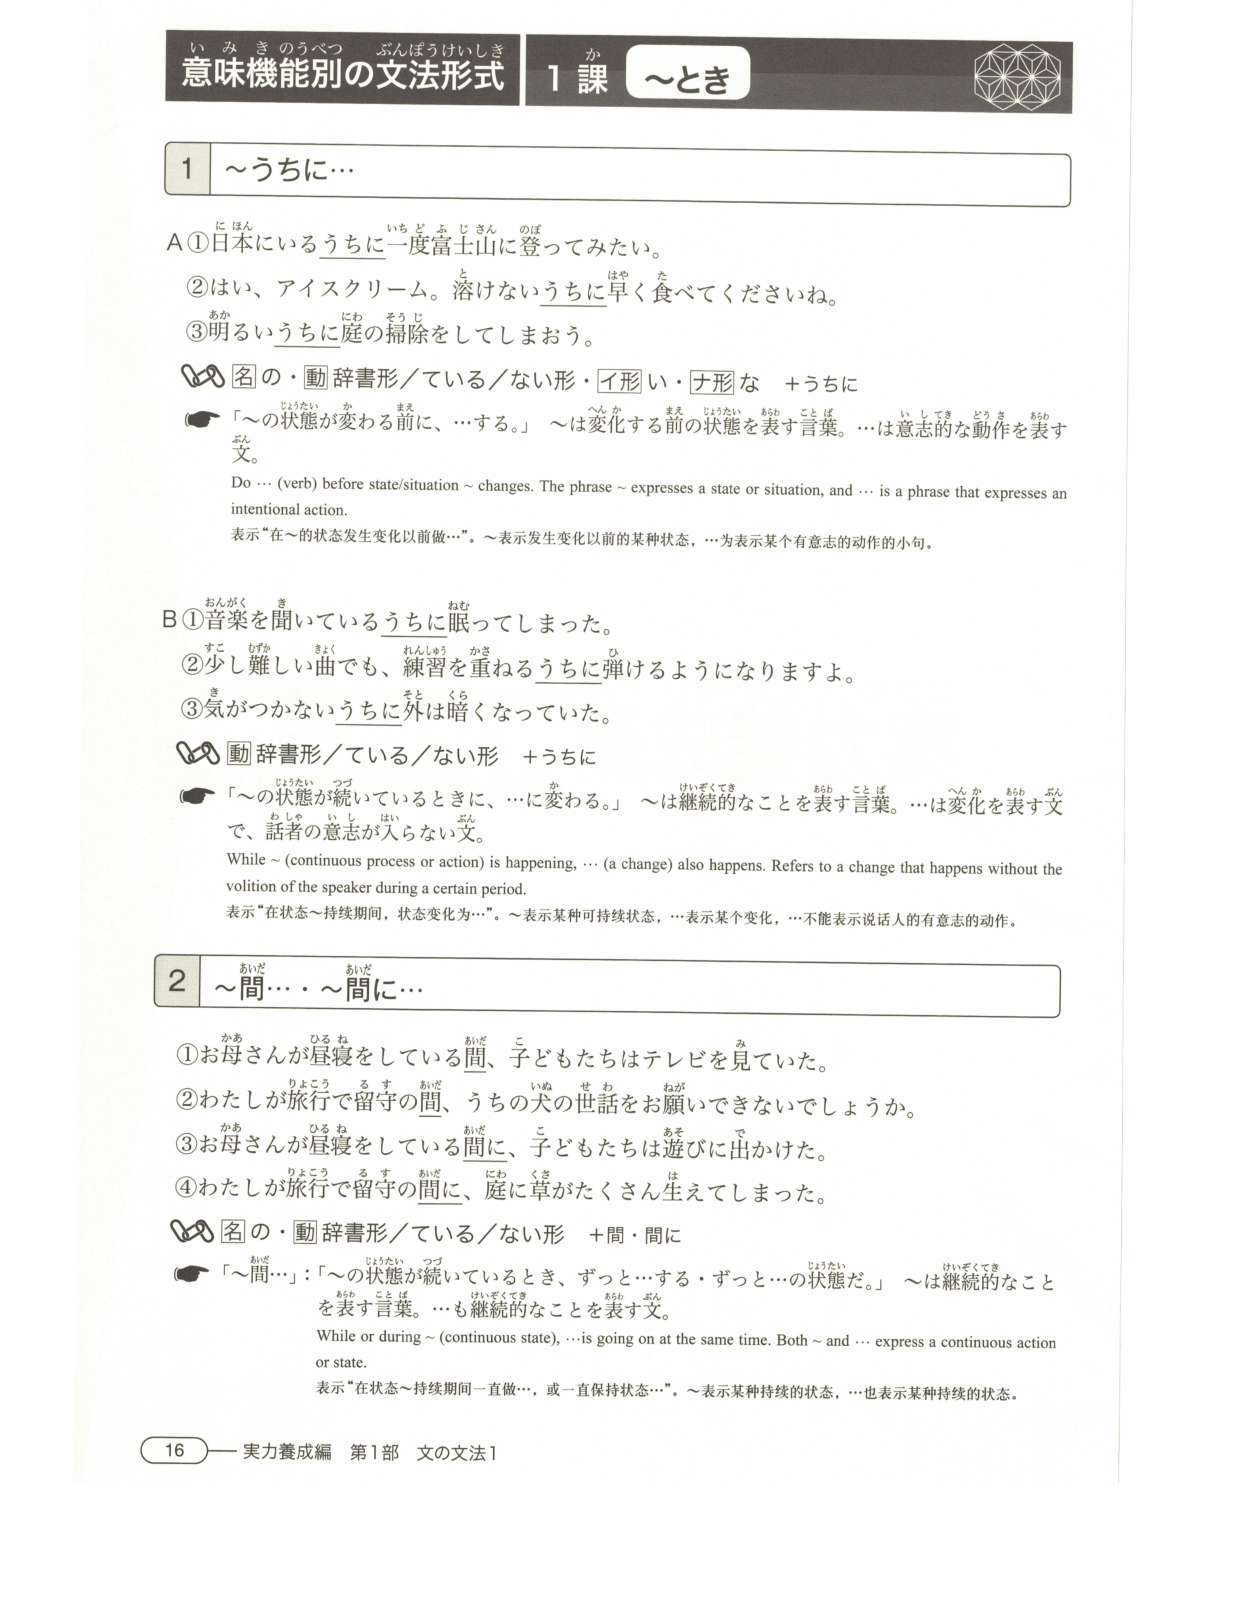 意味機能別の文法形式 1課 ～とき
1 ～うちに…
A①日本にいるうちに一度富士山に登ってみたい。
②はい、アイスクリーム。溶けないうちに早く食べてくださいね。
③明るいうちに庭の掃除をしてしまおう。
名の・動辞書形／ている／ない形・イ形い・ナ形な ＋うちに
「～の状態が変わる前に、…する。」 ～は変化する前の状態を表す言葉。…は意志的な動作を表す
文。
Do … (verb) before state/situation ~ changes. The phrase ~ expresses a state or situation, and … is a phrase that expresses an
intentional action.
表示“在～的状态发生变化以前做…”。～表示发生变化以前的某种状态，…为表示某个有意志的动作的小句。
B①音楽を聞いているうちに眠ってしまった。
②少し難しい曲でも、練習を重ねるうちに弾けるようになりますよ。
③気がつかないうちに外は暗くなっていた。
動辞書形／ている／ない形 ＋うちに
「～の状態が続いているときに、…に変わる。」 ～は継続的なことを表す言葉。…は変化を表す文
で、話者の意志が入らない文。
While ~ (continuous process or action) is happening, … (a change) also happens. Refers to a change that happens without the
volition of the speaker during a certain period.
表示“在状态～持续期间，状态变化为…”。～表示某种可持续状态，…表示某个变化，…不能表示说话人的有意志的动作。
2 ～間…・～間に…
①お母さんが昼寝をしている間、子どもたちはテレビを見ていた。
②わたしが旅行で留守の間、うちの犬の世話をお願いできないでしょうか。
③お母さんが昼寝をしている間に、子どもたちは遊びに出かけた。
④わたしが旅行で留守の間に、庭に草がたくさん生えてしまった。
名の・動辞書形／ている／ない形 ＋間・間に
「～間…」：「～の状態が続いているとき、ずっと…する・ずっと…の状態だ。」 ～は継続的なこと
を表す言葉。…も継続的なことを表す文。
While or during ~ (continuous state), …is going on at the same time. Both ~ and … express a continuous action
or state.
表示“在状态～持续期间一直做…，或一直保持状态…”。～表示某种持续的状态，…也表示某种持续的状态。
16 実力養成編 第1部 文の文法1